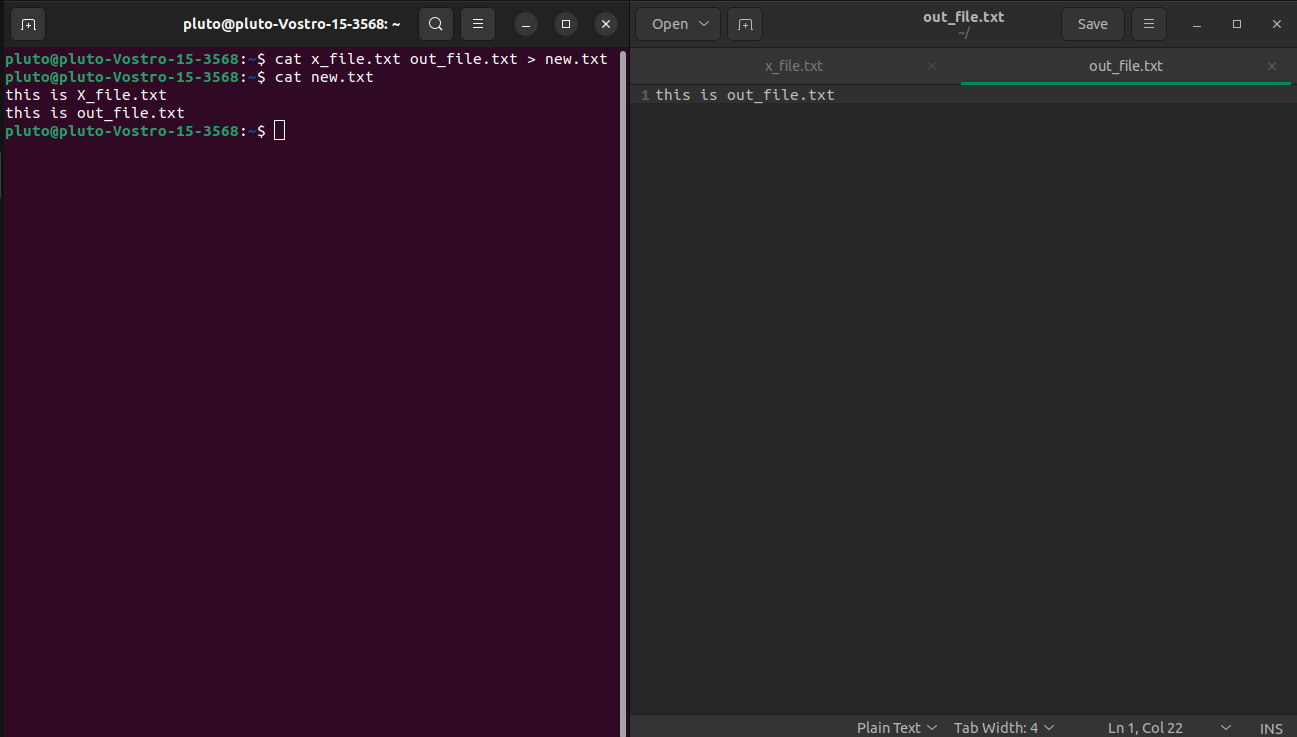 pluto@pluto-Vostro-15-3568: ~
pluto@pluto-Vostro-15-3568:~$ cat x_file.txt out_file.txt > new.txt
pluto@pluto-Vostro-15-3568:~$ cat new.txt
this is X_file.txt
this is out_file.txt
pluto@pluto-Vostro-15-3568:~$
Open
out_file.txt
~/
Save
x_file.txt
out_file.txt
1 this is out_file.txt
Plain Text
Tab Width: 4
Ln 1, Col 22
INS